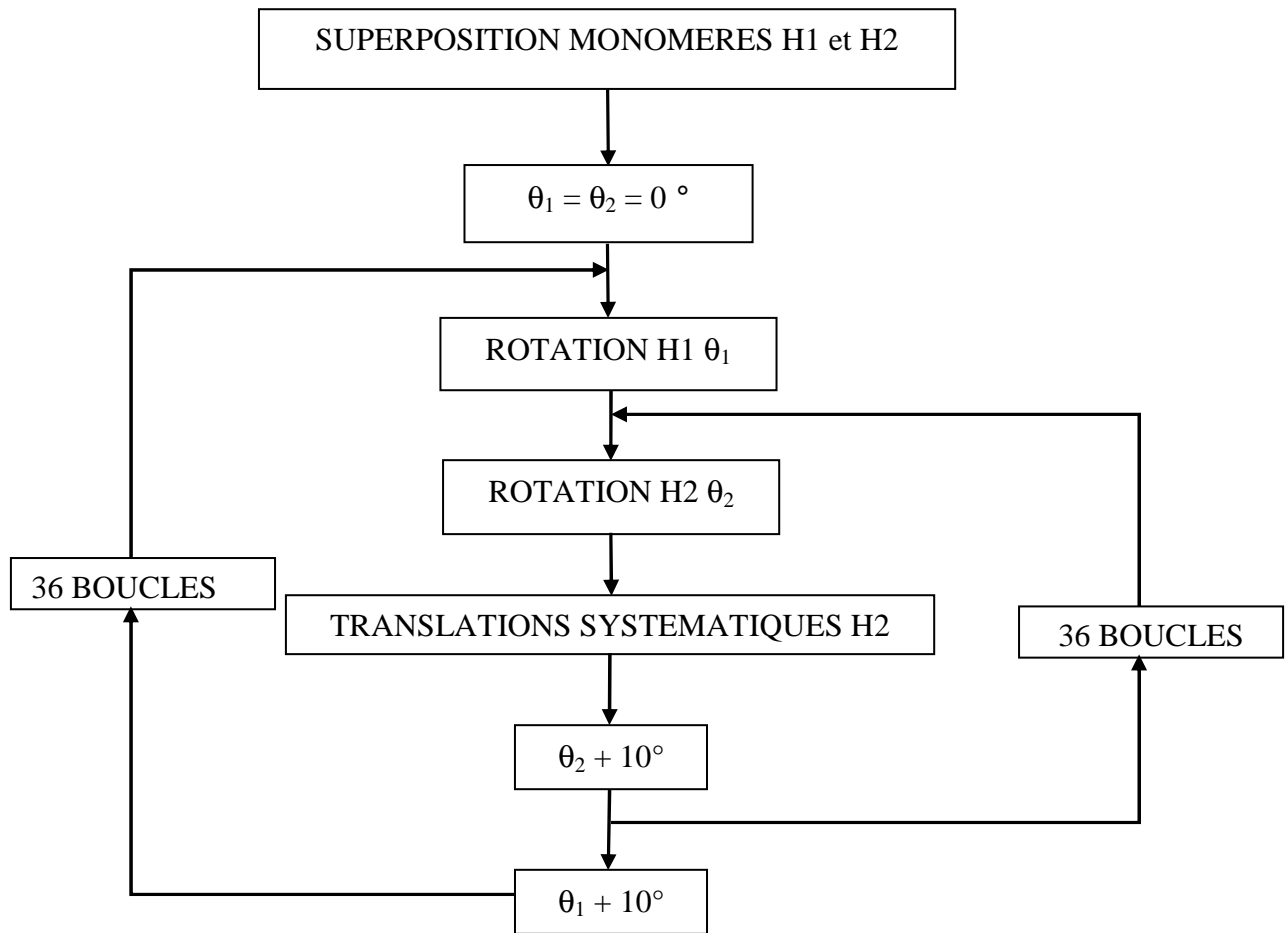 SUPERPOSITION MONOMERES H1 et H2
θ₁ = θ₂ = 0 °
ROTATION H1 θ₁
ROTATION H2 θ₂
36 BOUCLES
TRANSLATIONS SYSTEMATIQUES H2
36 BOUCLES
θ₂ + 10°
θ₁ + 10°